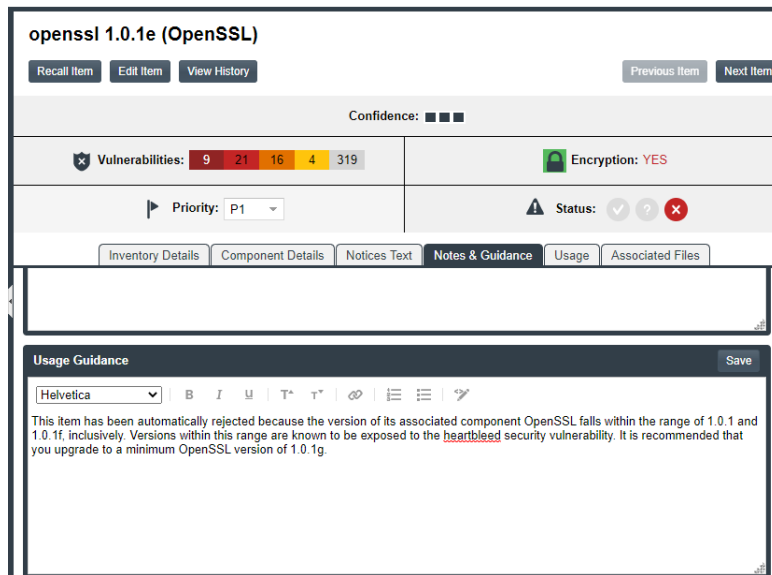 openssl 1.0.1e (OpenSSL)
Recall Item Edit Item View History Previous Item Next Item
Confidence:
Vulnerabilities: 9 21 16 4 319 Encryption: YES
Priority: P1 Status:
Inventory Details Component Details Notices Text Notes & Guidance Usage Associated Files
Usage Guidance Save
Helvetica B I U T T
This item has been automatically rejected because the version of its associated component OpenSSL falls within the range of 1.0.1 and
1.0.1f, inclusively. Versions within this range are known to be exposed to the heartbleed security vulnerability. It is recommended that
you upgrade to a minimum OpenSSL version of 1.0.1g.